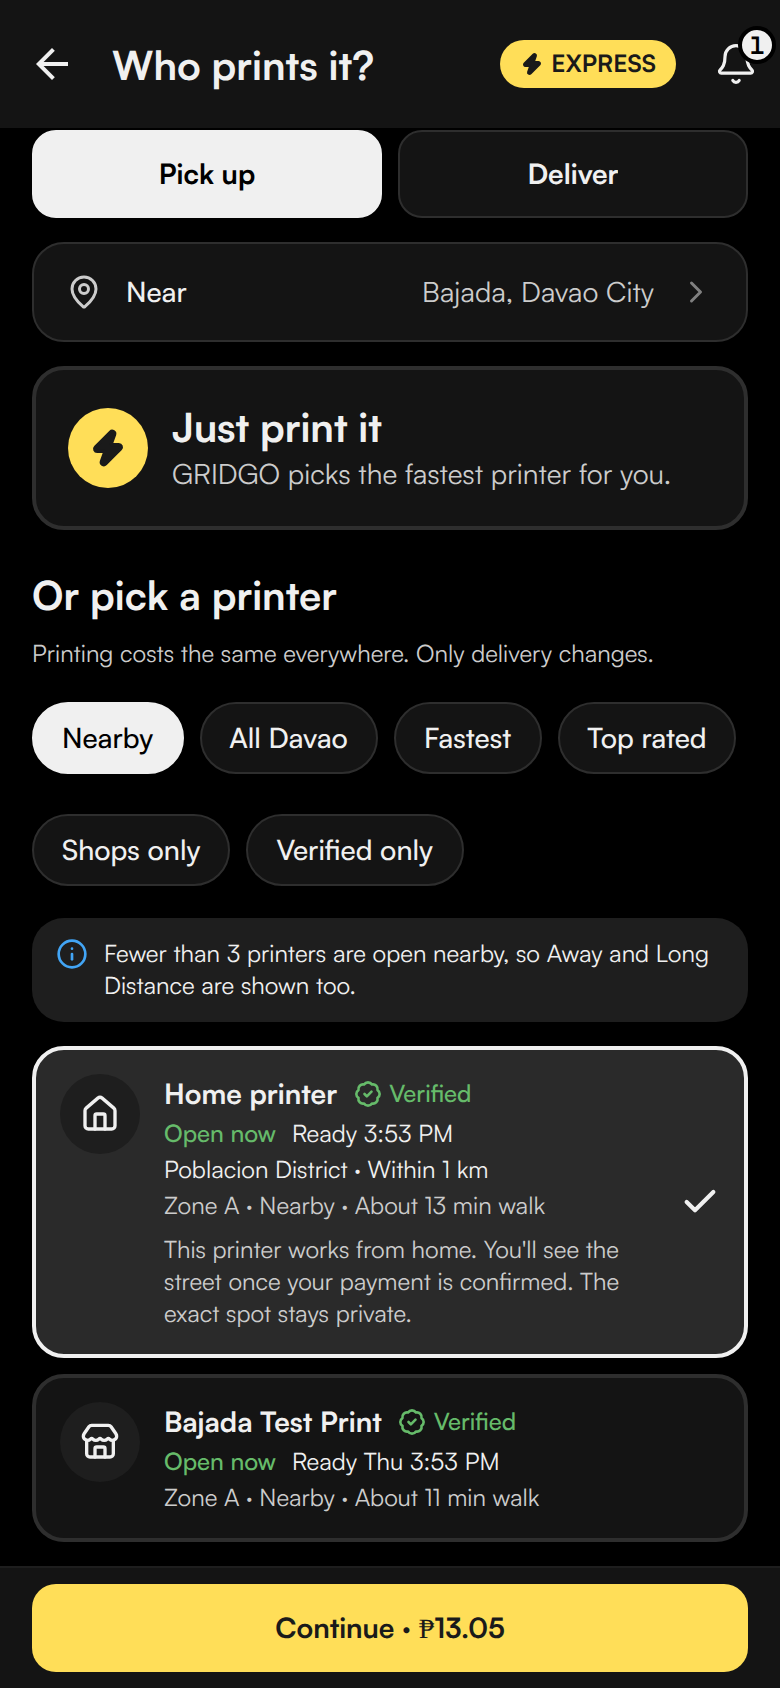 Who prints it?
EXPRESS
1
Pick up
Deliver
Near
Bajada, Davao City
Just print it
GRIDGO picks the fastest printer for you.
Or pick a printer
Printing costs the same everywhere. Only delivery changes.
Nearby
All Davao
Fastest
Top rated
Shops only
Verified only
Fewer than 3 printers are open nearby, so Away and Long
Distance are shown too.
Home printer
Verified
Open now Ready 3:53 PM
Poblacion District · Within 1 km
Zone A · Nearby · About 13 min walk
This printer works from home. You'll see the
street once your payment is confirmed. The
exact spot stays private.
Bajada Test Print
Verified
Open now Ready Thu 3:53 PM
Zone A · Nearby · About 11 min walk
Continue · ₱13.05